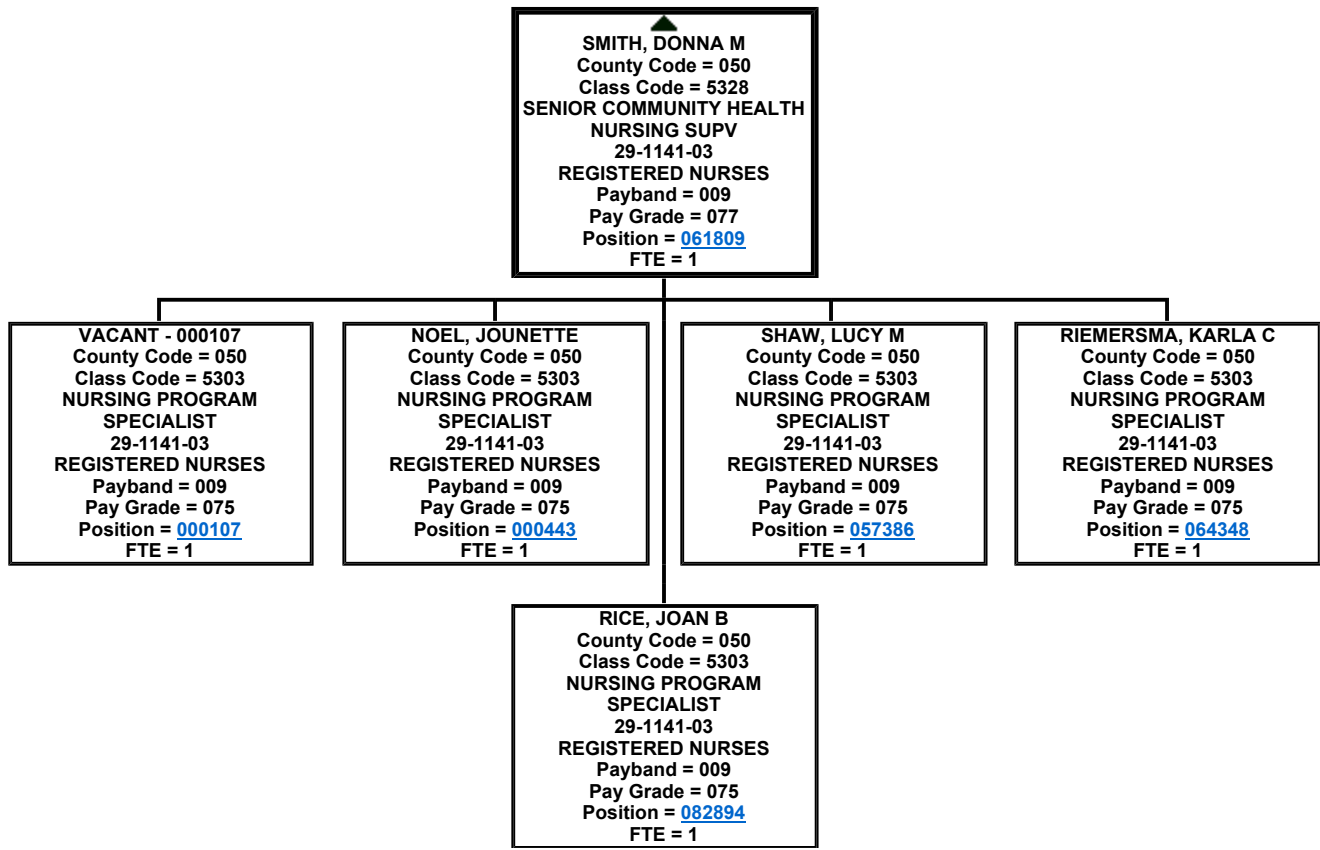 SMITH, DONNA M
County Code = 050
Class Code = 5328
SENIOR COMMUNITY HEALTH
NURSING SUPV
29-1141-03
REGISTERED NURSES
Payband = 009
Pay Grade = 077
Position = 061809
FTE = 1
VACANT - 000107
County Code = 050
Class Code = 5303
NURSING PROGRAM
SPECIALIST
29-1141-03
REGISTERED NURSES
Payband = 009
Pay Grade = 075
Position = 000107
FTE = 1
NOEL, JOUNETTE
County Code = 050
Class Code = 5303
NURSING PROGRAM
SPECIALIST
29-1141-03
REGISTERED NURSES
Payband = 009
Pay Grade = 075
Position = 000443
FTE = 1
SHAW, LUCY M
County Code = 050
Class Code = 5303
NURSING PROGRAM
SPECIALIST
29-1141-03
REGISTERED NURSES
Payband = 009
Pay Grade = 075
Position = 057386
FTE = 1
RIEMERSMA, KARLA C
County Code = 050
Class Code = 5303
NURSING PROGRAM
SPECIALIST
29-1141-03
REGISTERED NURSES
Payband = 009
Pay Grade = 075
Position = 064348
FTE = 1
RICE, JOAN B
County Code = 050
Class Code = 5303
NURSING PROGRAM
SPECIALIST
29-1141-03
REGISTERED NURSES
Payband = 009
Pay Grade = 075
Position = 082894
FTE = 1